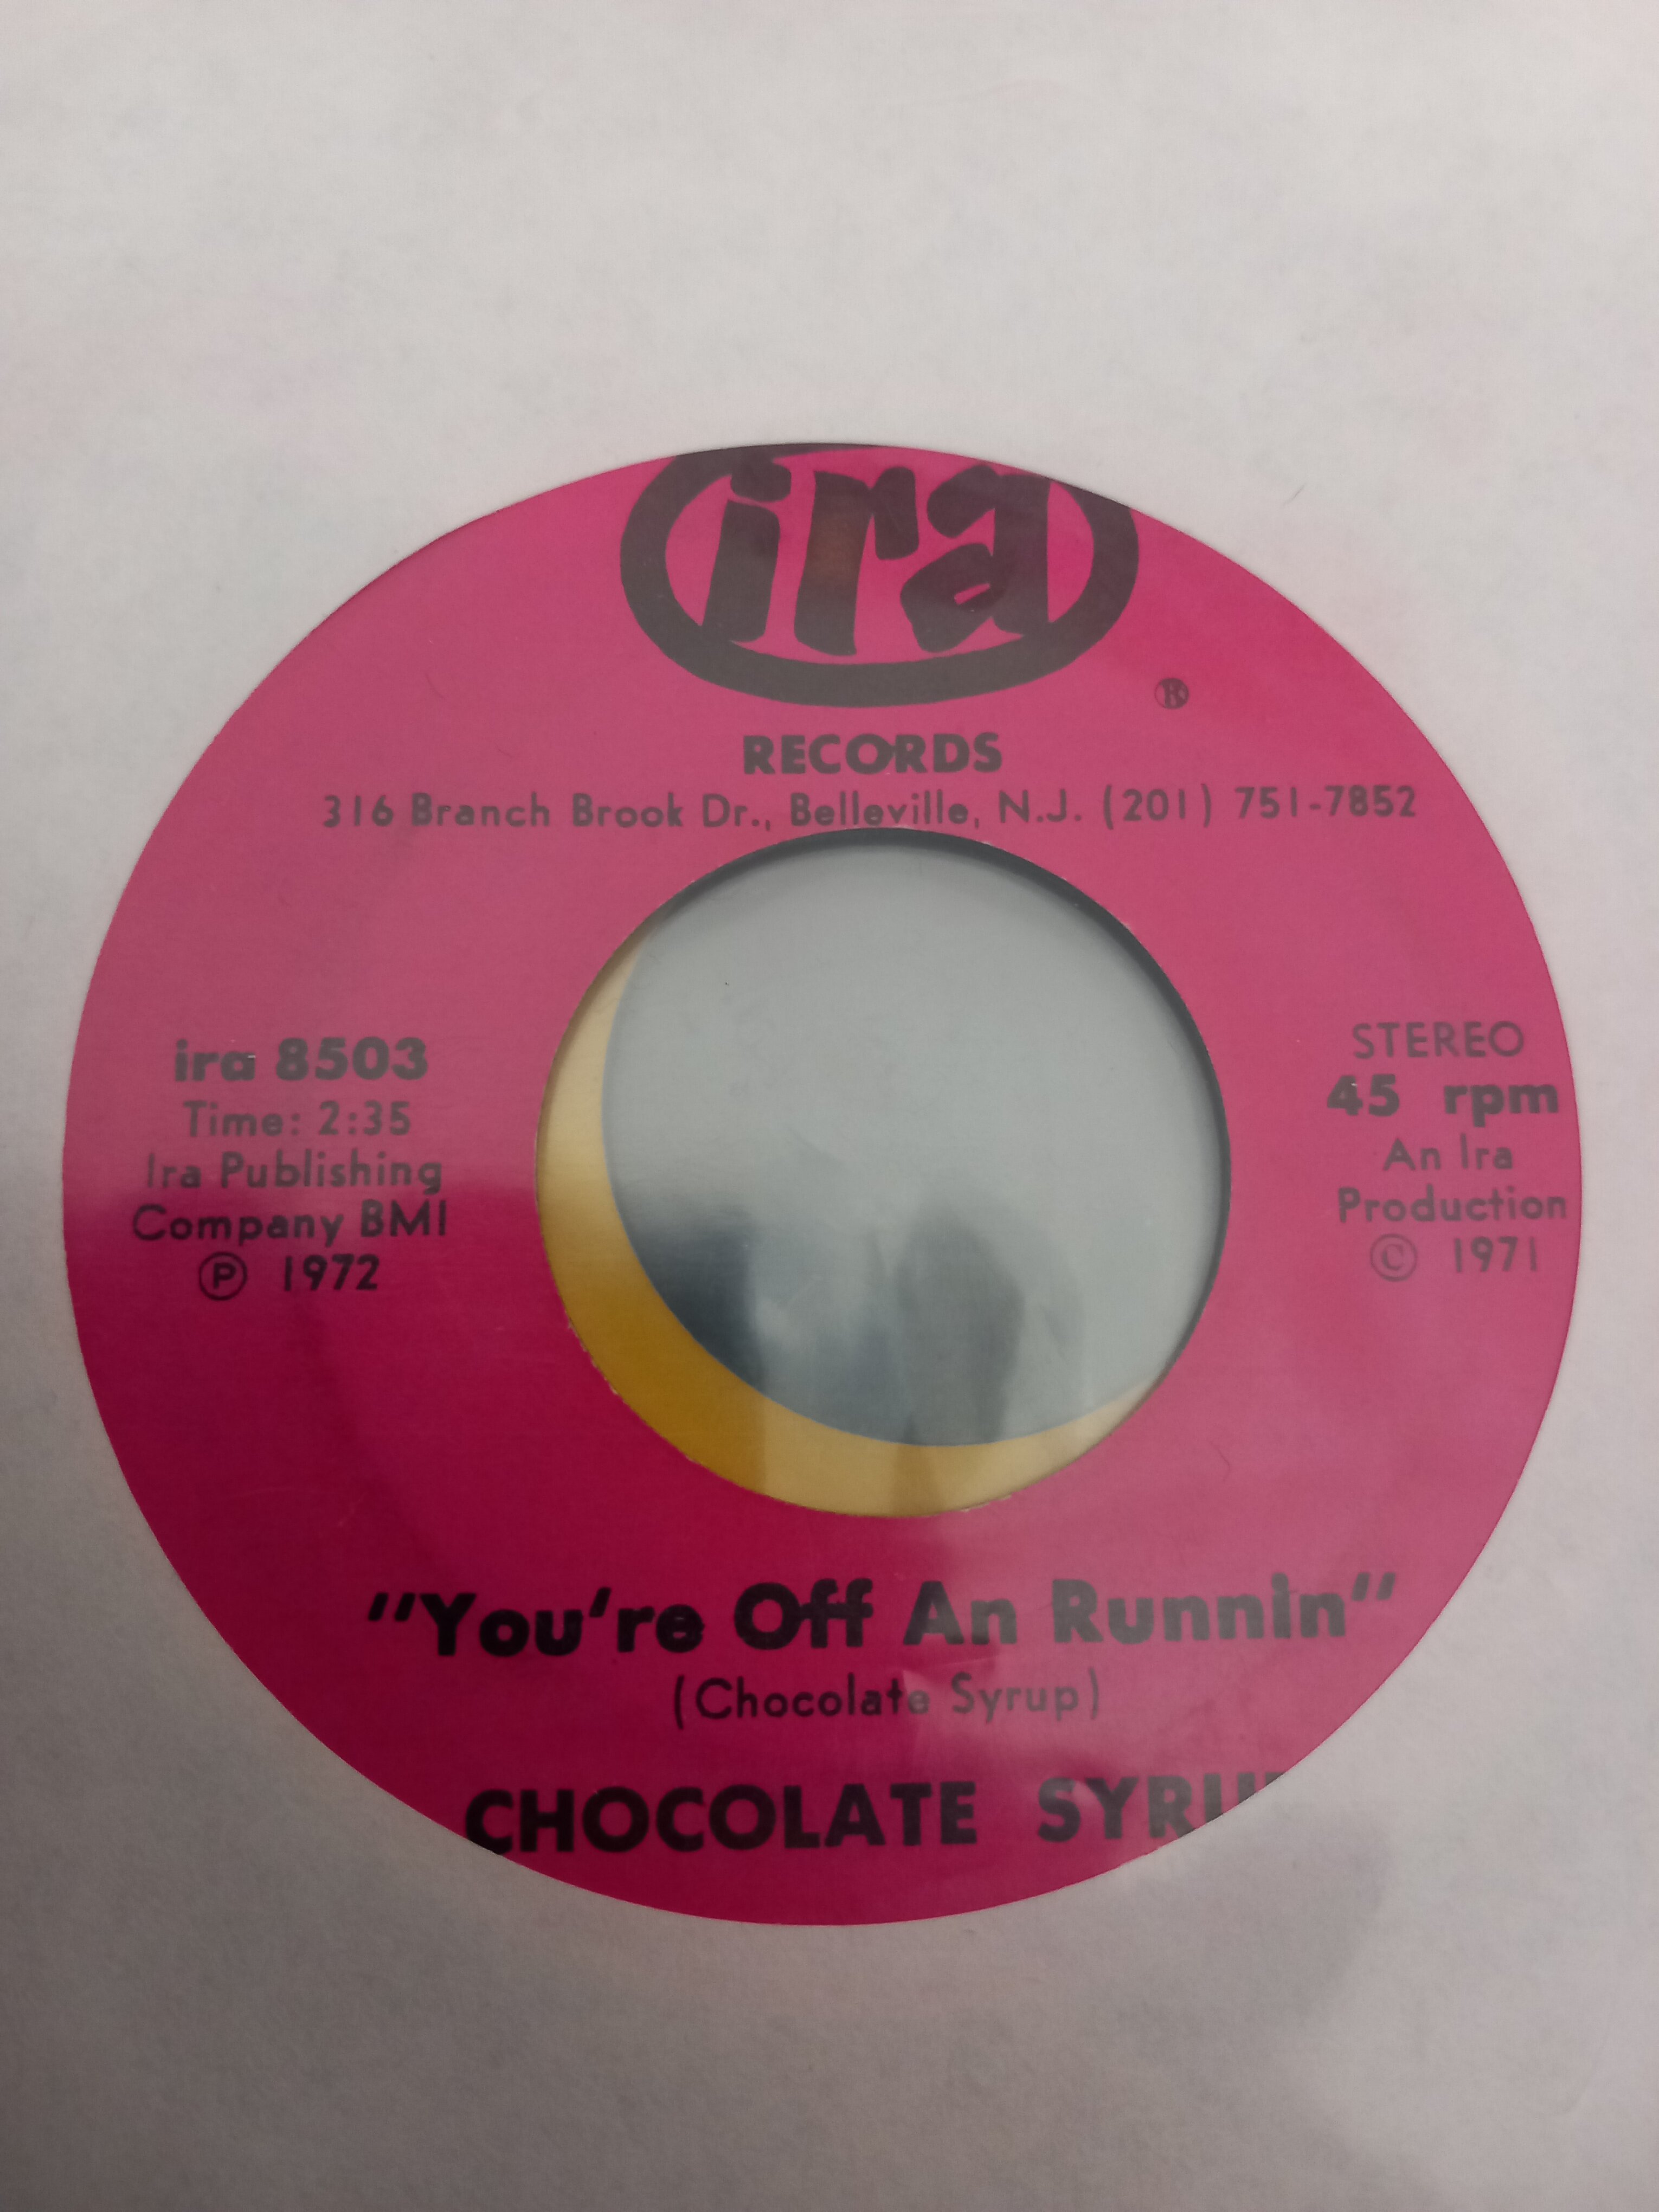 ira
®
RECORDS
316 Branch Brook Dr., Belleville, N.J. (201) 751-7852
ira 8503
Time: 2:35
Ira Publishing
Company BMI
℗ 1972
STEREO
45 rpm
An Ira
Production
© 1971
"You're Off An Runnin"
(Chocolate Syrup)
CHOCOLATE SYRUP